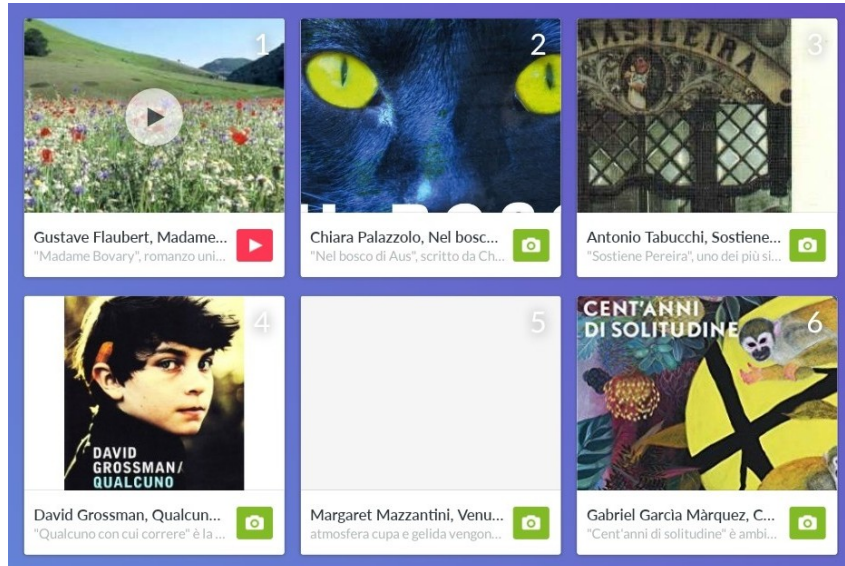 1
2
3
BRASILEIRA
Gustave Flaubert, Madame...
"Madame Bovary", romanzo uni...
Chiara Palazzolo, Nel bosc...
"Nel bosco di Aus", scritto da Ch...
Antonio Tabucchi, Sostiene...
"Sostiene Pereira", uno dei più si...
4
5
6
DAVID
GROSSMAN/
QUALCUNO
CENT'ANNI
DI SOLITUDINE
David Grossman, Qualcun...
"Qualcuno con cui correre" è la ...
Margaret Mazzantini, Venu...
atmosfera cupa e gelida vengon...
Gabriel Garcìa Màrquez, C...
"Cent'anni di solitudine" è ambi...